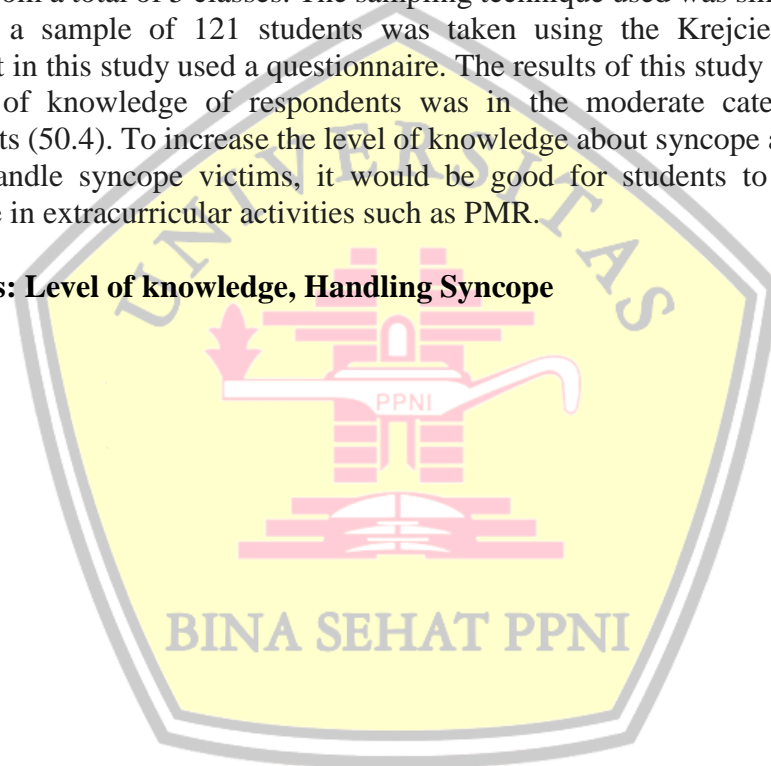 from a total of 3 classes. The sampling technique used was sim
a sample of 121 students was taken using the Krejcie
t in this study used a questionnaire. The results of this study
of knowledge of respondents was in the moderate cate
ts (50.4). To increase the level of knowledge about syncope a
andle syncope victims, it would be good for students to
e in extracurricular activities such as PMR.
s: Level of knowledge, Handling Syncope
UNIVERSITAS
PPNI
BINA SEHAT PPNI